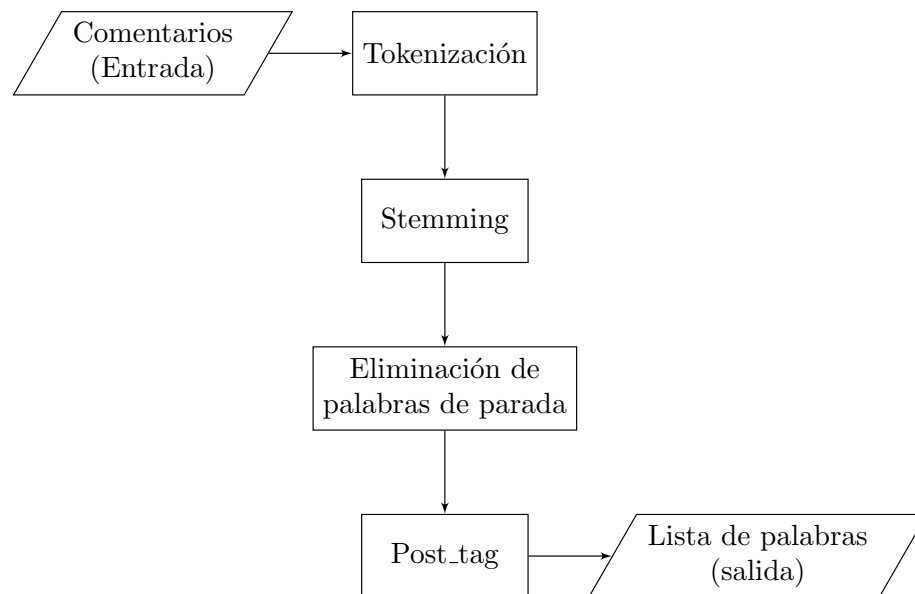 Comentarios
(Entrada)
Tokenización
Stemming
Eliminación de
palabras de parada
Post_tag
Lista de palabras
(salida)